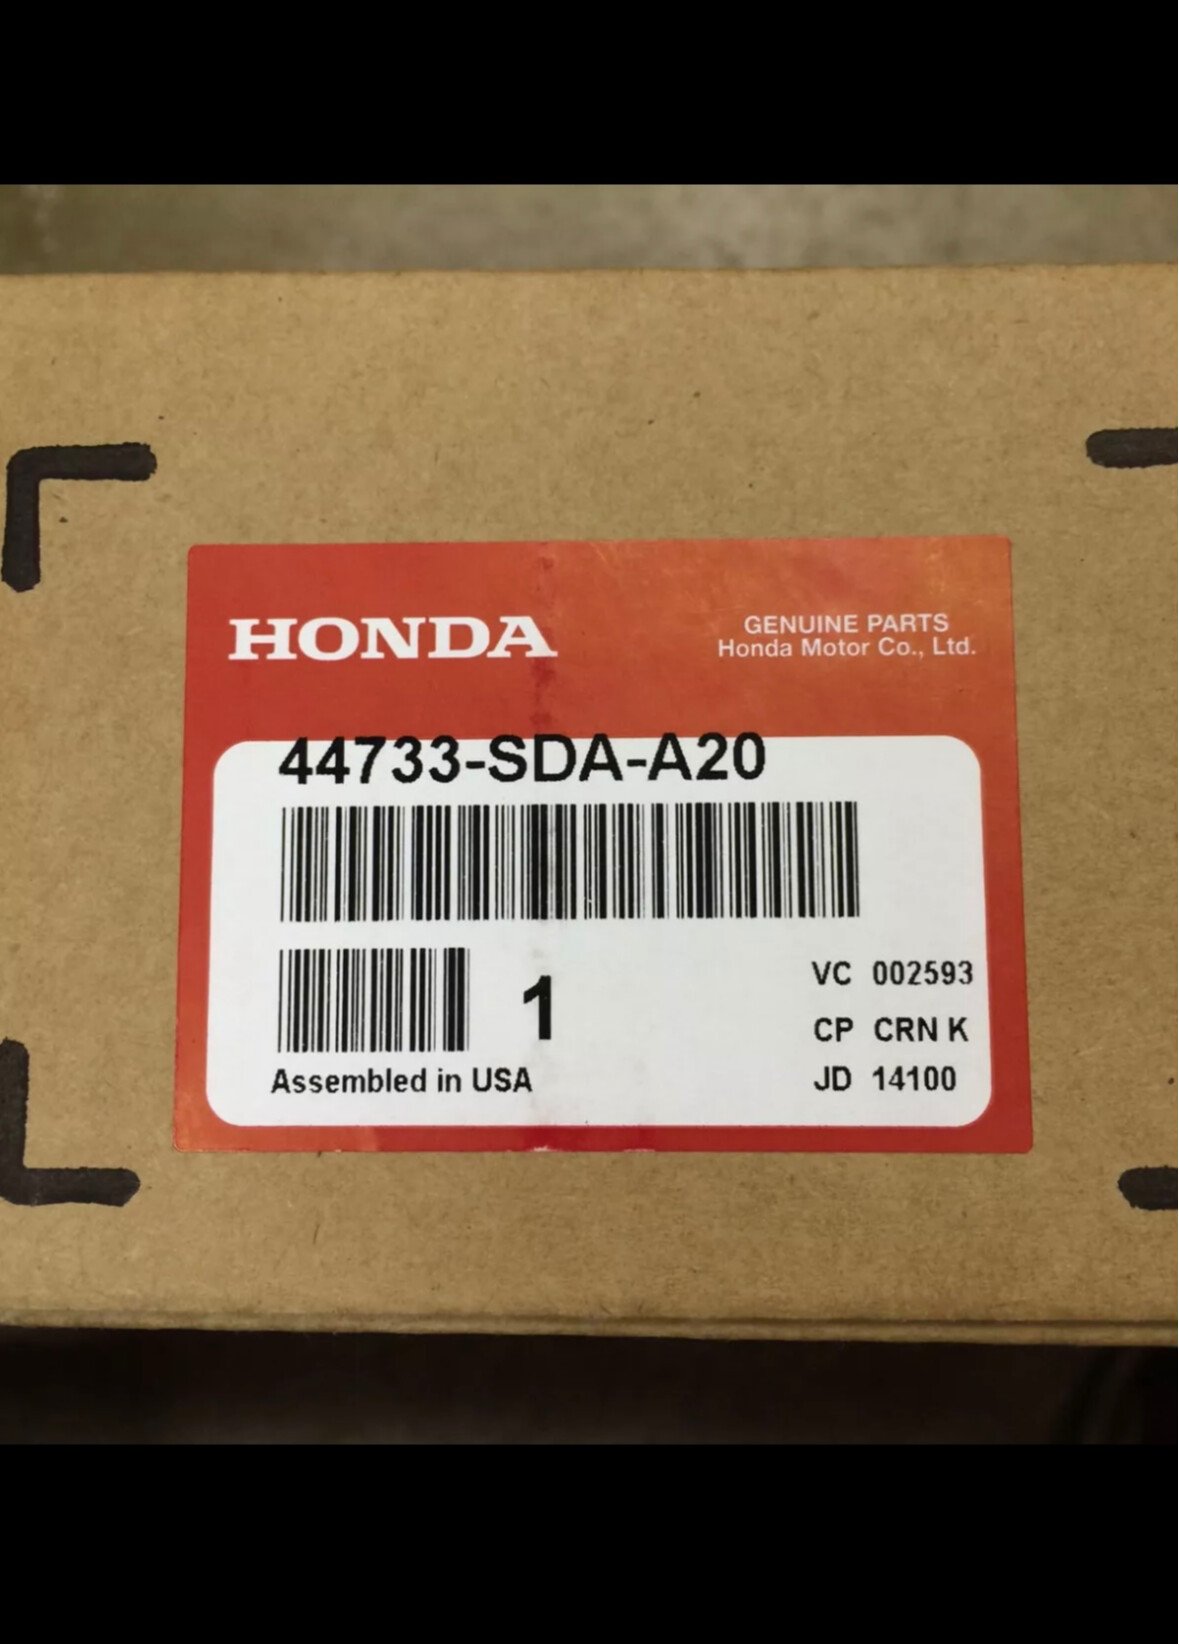 HONDA
GENUINE PARTS
Honda Motor Co., Ltd.
44733-SDA-A20
1
VC 002593
CP CRN K
JD 14100
Assembled in USA